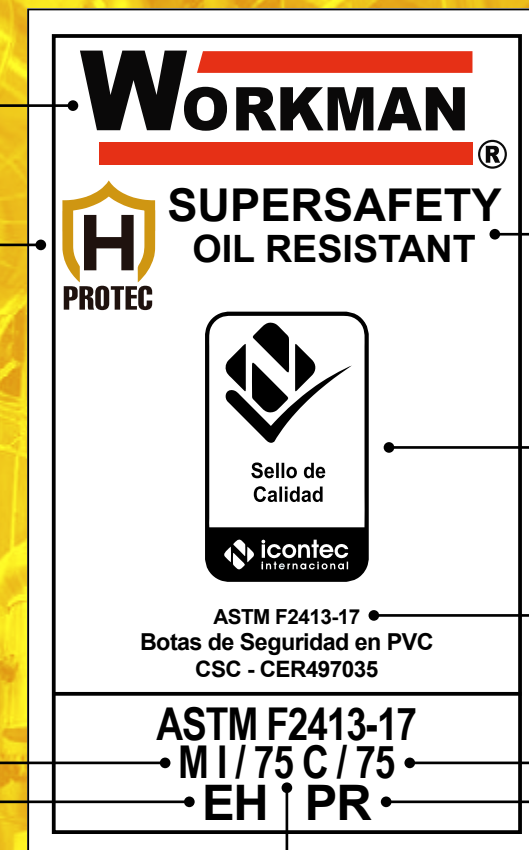 WORKMAN
®
SUPERSAFETY
OIL RESISTANT
H
PROTEC
Sello de
Calidad
icontec
internacional
ASTM F2413-17
Botas de Seguridad en PVC
CSC - CER497035
ASTM F2413-17
M I / 75 C / 75
EH PR